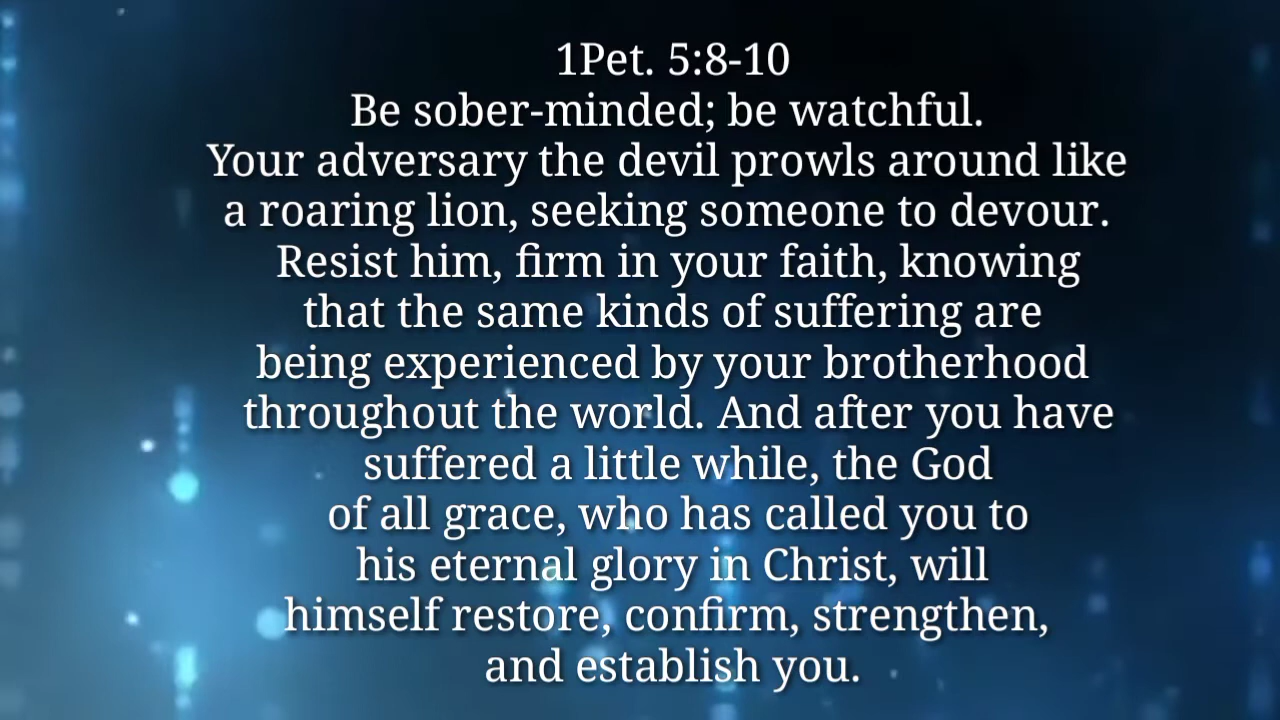 1Pet. 5:8-10
Be sober-minded; be watchful.
Your adversary the devil prowls around like
a roaring lion, seeking someone to devour.
Resist him, firm in your faith, knowing
that the same kinds of suffering are
being experienced by your brotherhood
throughout the world. And after you have
suffered a little while, the God
of all grace, who has called you to
his eternal glory in Christ, will
himself restore, confirm, strengthen,
and establish you.